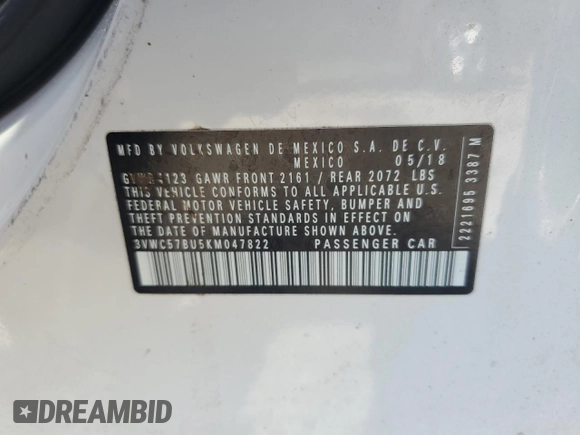 MFD BY VOLKSWAGEN DE MEXICO S.A. DE C.V.
MEXICO 05/18
GVWR 4123 GAWR FRONT 2161 / REAR 2072 LBS
THIS VEHICLE CONFORMS TO ALL APPLICABLE U.S.
FEDERAL MOTOR VEHICLE SAFETY, BUMPER AND
THEFT PREVENTION STANDARDS IN EFFECT ON
THE DATE OF MANUFACTURE SHOWN ABOVE.
3VWC57BU5KM047822 PASSENGER CAR
2221695 3387 M
DREAMBID